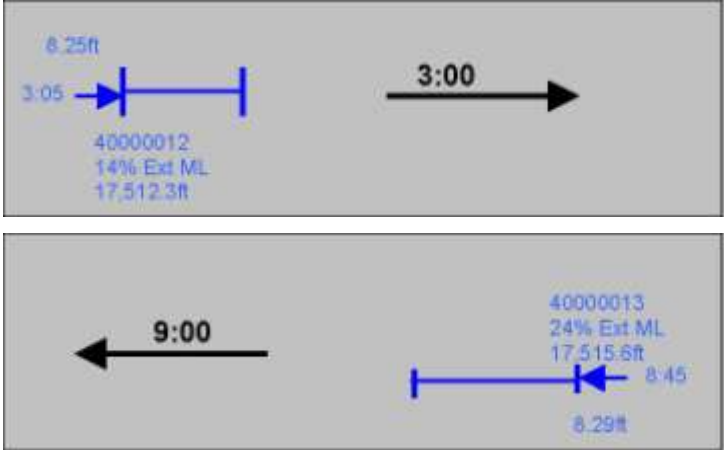 8.25ft
3:00
3:05
40000012
14% Ext ML
17,512.3ft
40000013
9:00
24% Ext ML
17,515.6ft
8:45
8.29ft